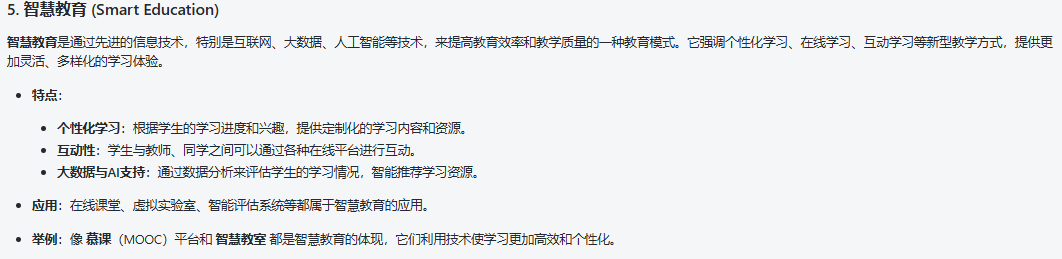 5. 智慧教育 (Smart Education)
智慧教育是通过先进的信息技术，特别是互联网、大数据、人工智能等技术，来提高教育效率和教学质量的一种教育模式。它强调个性化学习、在线学习、互动学习等新型教学方式，提供更
加灵活、多样化的学习体验。
• 特点：
• 个性化学习：根据学生的学习进度和兴趣，提供定制化的学习内容和资源。
• 互动性：学生与教师、同学之间可以通过各种在线平台进行互动。
• 大数据与AI支持：通过数据分析来评估学生的学习情况，智能推荐学习资源。
• 应用：在线课堂、虚拟实验室、智能评估系统等都属于智慧教育的应用。
• 举例：像 慕课（MOOC）平台和 智慧教室 都是智慧教育的体现，它们利用技术使学习更加高效和个性化。